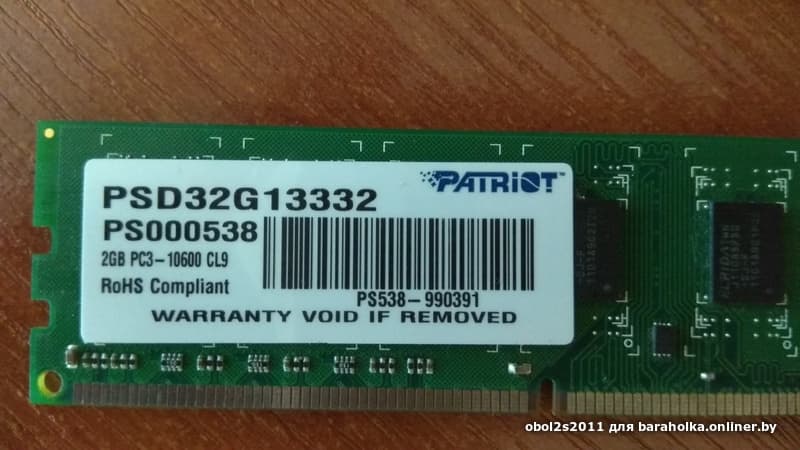 PATRIOT
PSD32G13332
PS000538
2GB PC3-10600 CL9
RoHS Compliant
PS538-990391
WARRANTY VOID IF REMOVED
obol2s2011 для baraholka.onliner.by